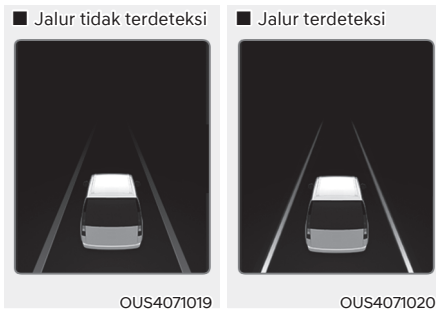 ■ Jalur tidak terdeteksi
OUS4071019
■ Jalur terdeteksi
OUS4071020